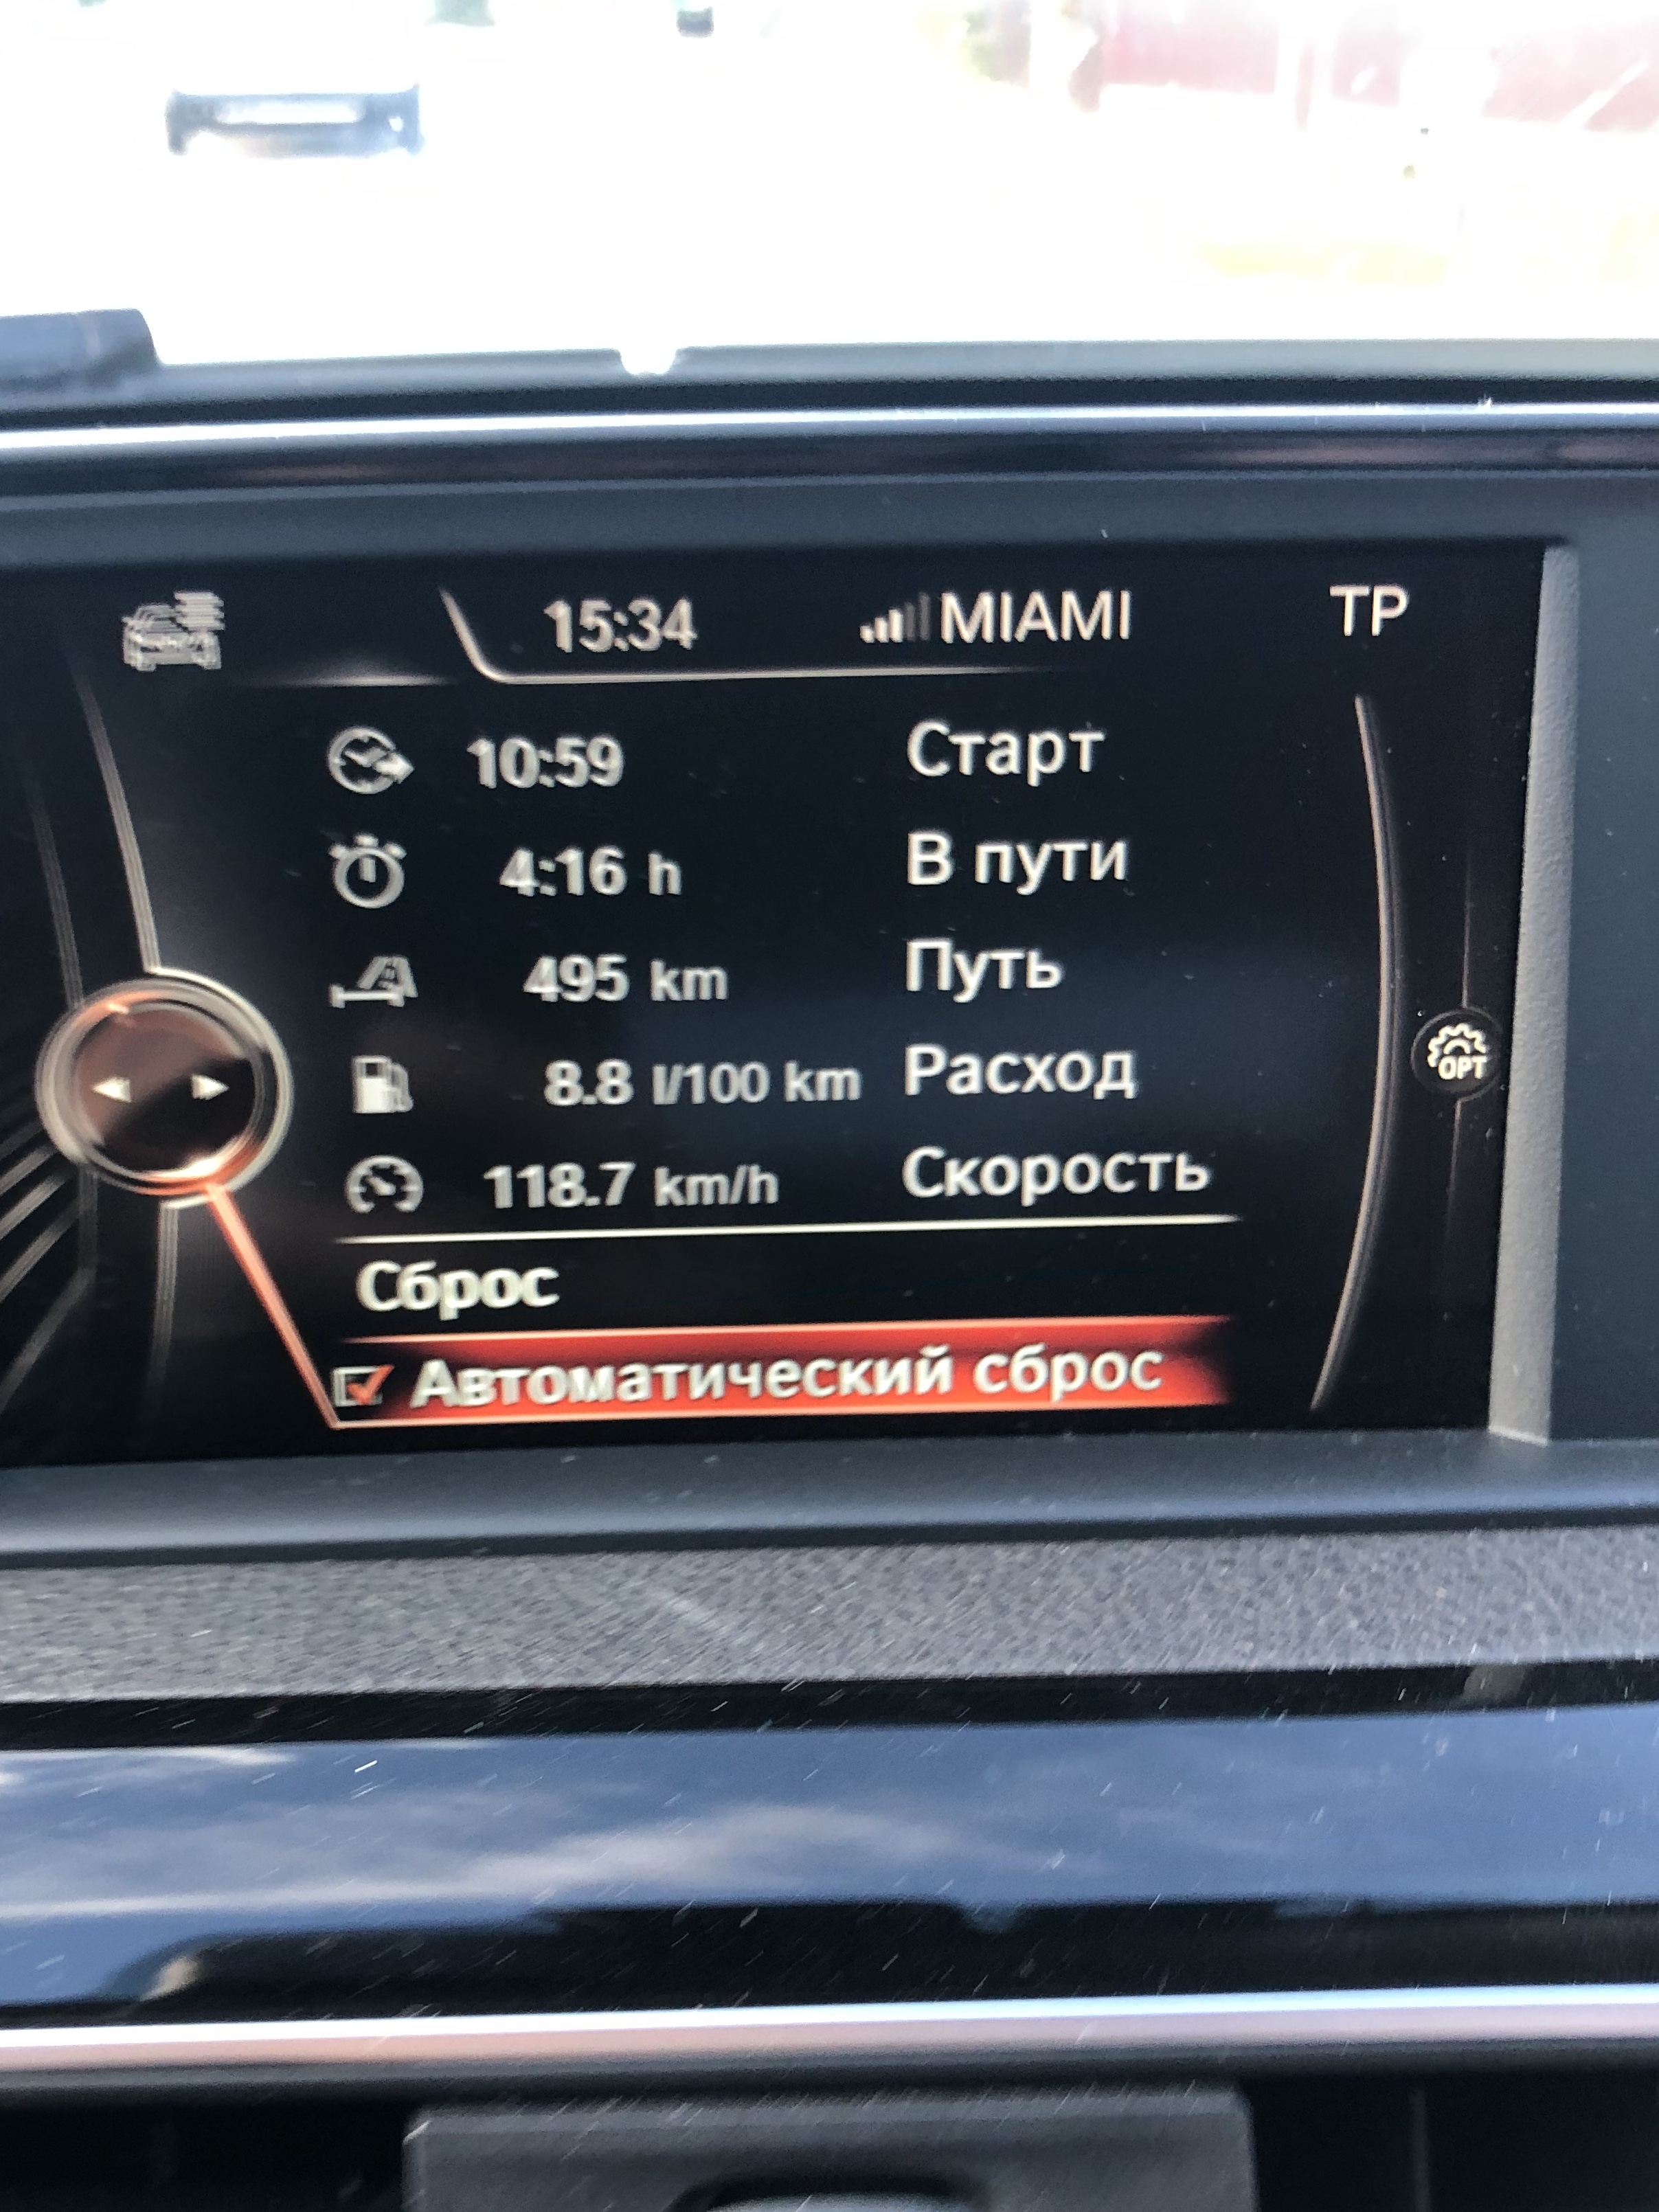 15:34 MIAMI TP
10:59 Старт
4:16 h В пути
495 km Путь
8.8 l/100 km Расход
118.7 km/h Скорость
OPT
Сброс
Автоматический сброс